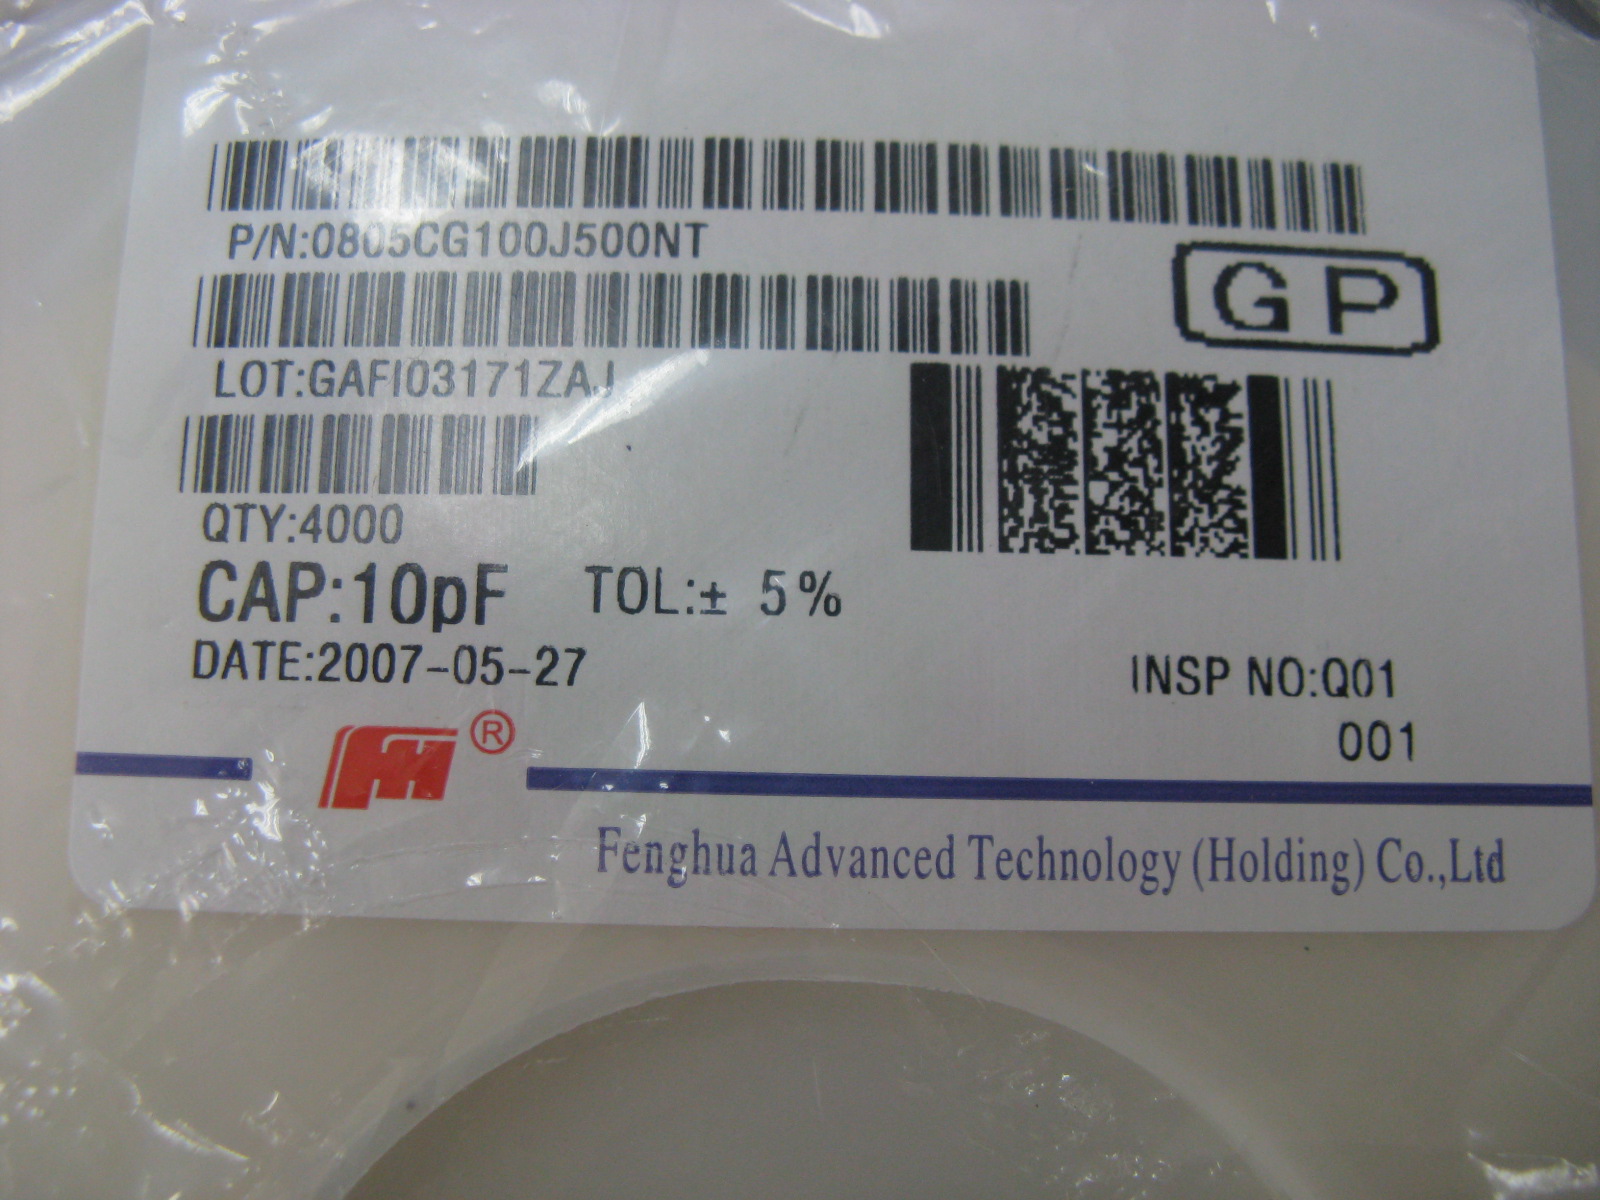 P/N:0805CG100J500NT
GP
LOT:GAFI03171ZAJ
QTY:4000
CAP:10pF TOL:± 5%
DATE:2007-05-27
INSP NO:Q01
001
®
Fenghua Advanced Technology (Holding) Co.,Ltd